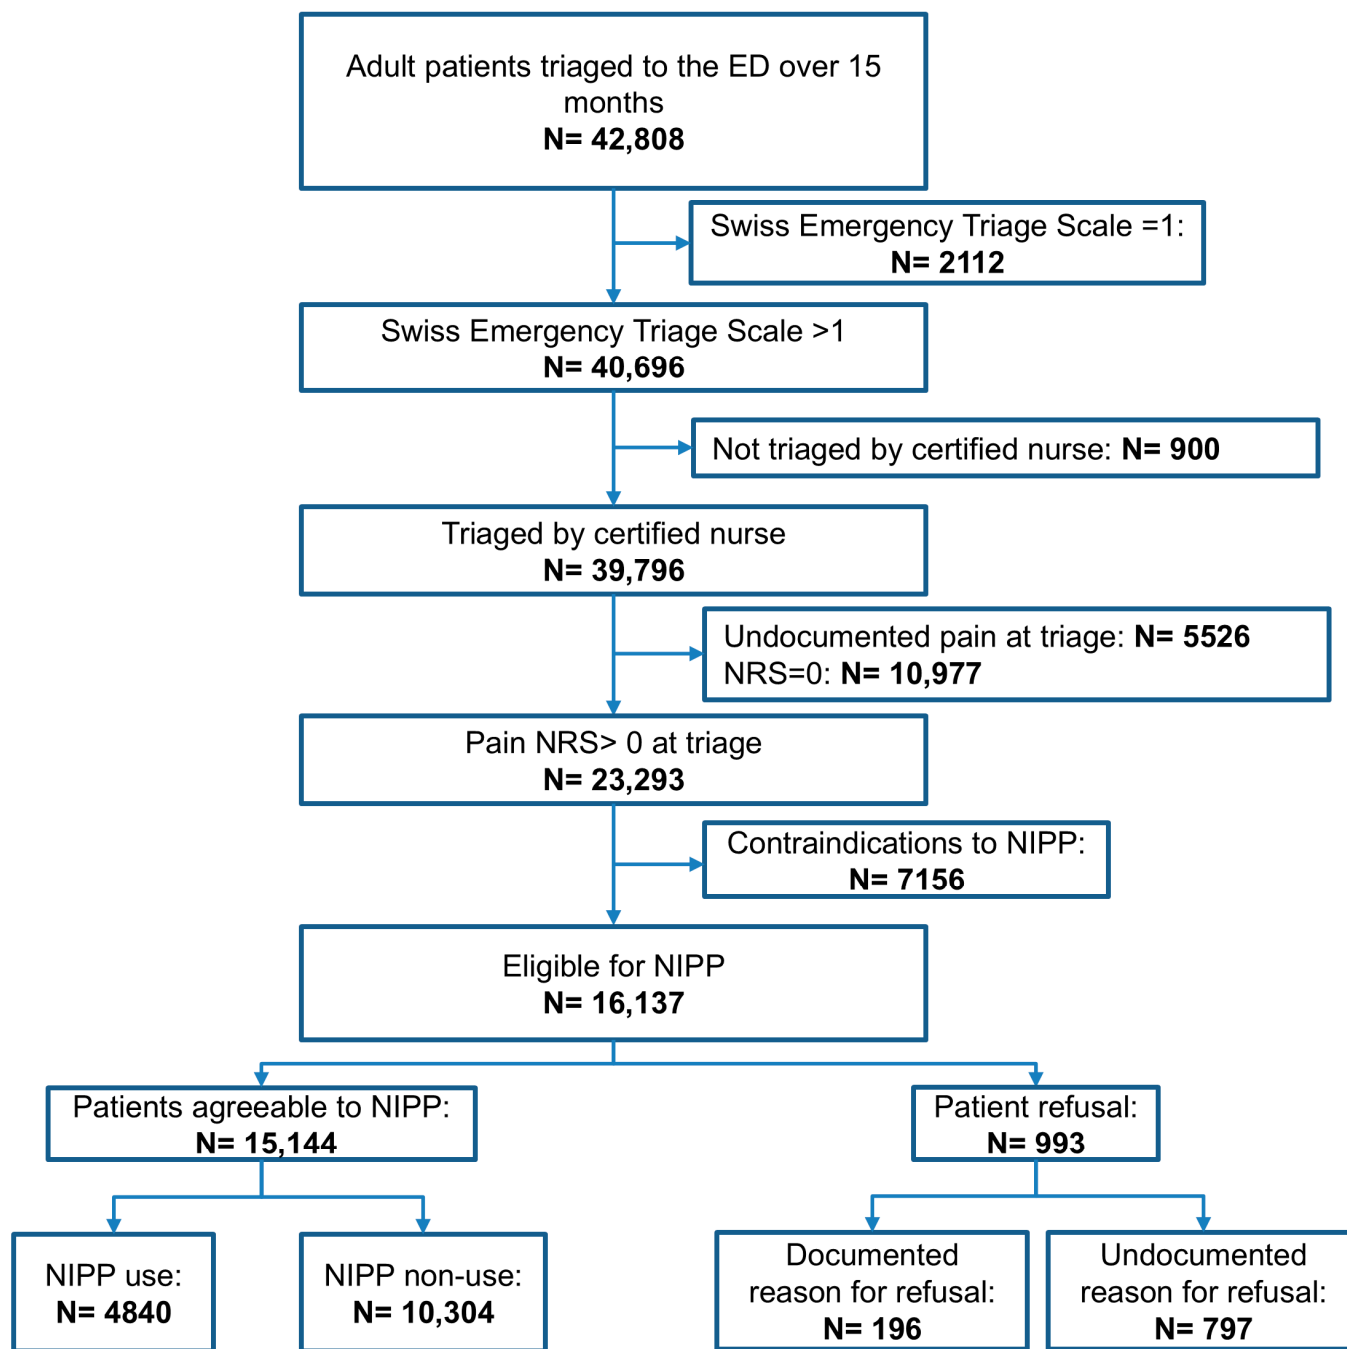 Adult patients triaged to the ED over 15
months
N= 42,808
Swiss Emergency Triage Scale =1:
N= 2112
Swiss Emergency Triage Scale >1
N= 40,696
Not triaged by certified nurse: N= 900
Triaged by certified nurse
N= 39,796
Undocumented pain at triage: N= 5526
NRS=0: N= 10,977
Pain NRS> 0 at triage
N= 23,293
Contraindications to NIPP:
N= 7156
Eligible for NIPP
N= 16,137
Patients agreeable to NIPP:
N= 15,144
Patient refusal:
N= 993
NIPP use:
N= 4840
NIPP non-use:
N= 10,304
Documented
reason for refusal:
N= 196
Undocumented
reason for refusal:
N= 797